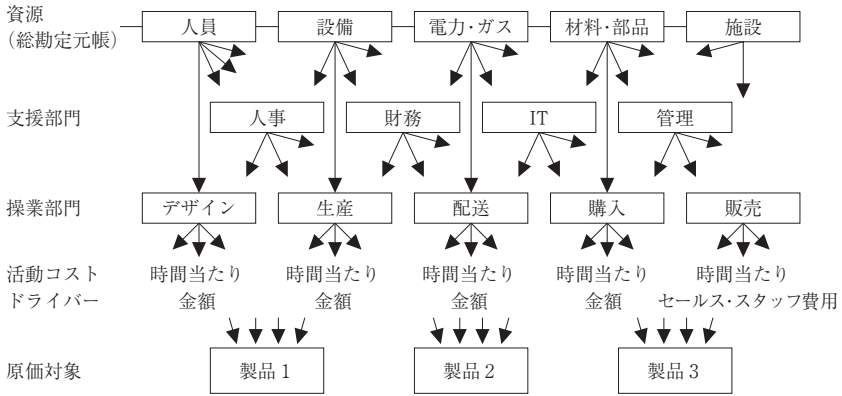 資源
(総勘定元帳)
人員
設備
電力・ガス
材料・部品
施設
支援部門
人事
財務
IT
管理
操業部門
デザイン
生産
配送
購入
販売
活動コスト
ドライバー
時間当たり
金額
時間当たり
金額
時間当たり
金額
時間当たり
金額
時間当たり
セールス・スタッフ費用
原価対象
製品1
製品2
製品3